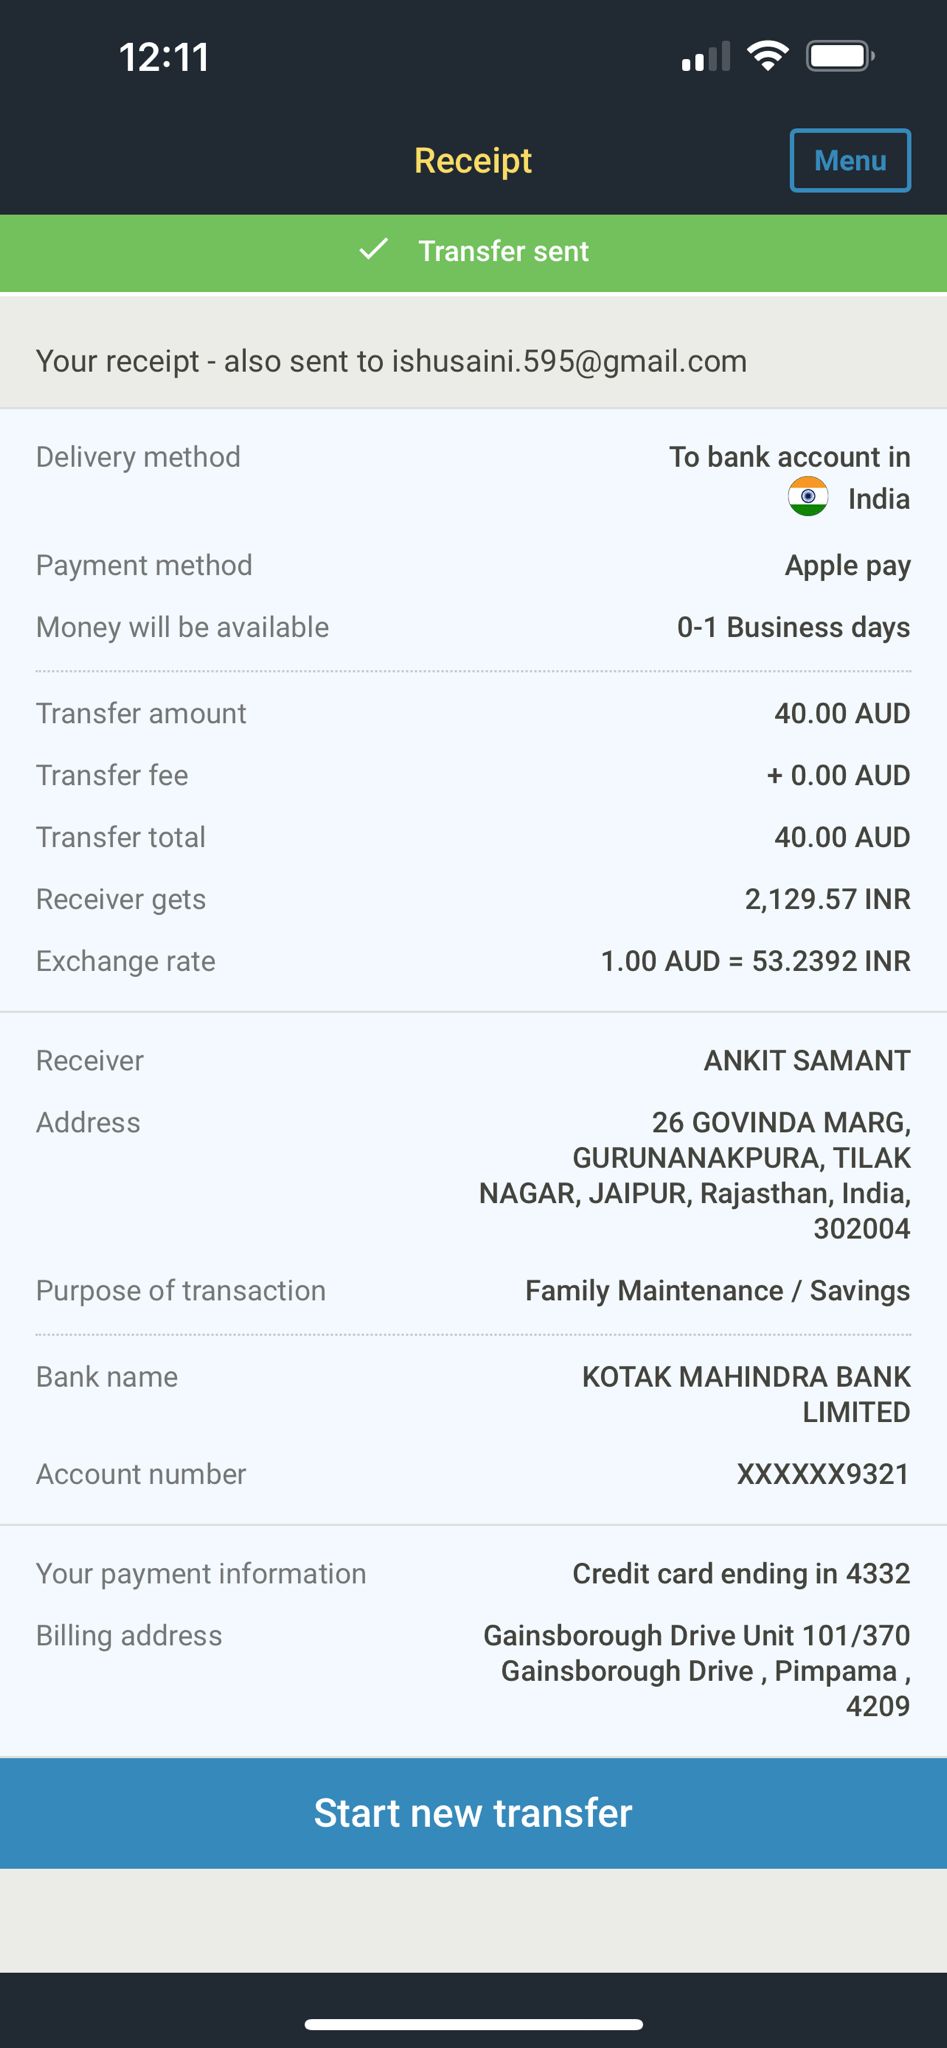 12:11
Receipt
Menu
Transfer sent
Your receipt - also sent to ishusaini.595@gmail.com
Delivery method To bank account in
India
Payment method Apple pay
Money will be available 0-1 Business days
Transfer amount 40.00 AUD
Transfer fee + 0.00 AUD
Transfer total 40.00 AUD
Receiver gets 2,129.57 INR
Exchange rate 1.00 AUD = 53.2392 INR
Receiver ANKIT SAMANT
Address 26 GOVINDA MARG,
GURUNANAKPURA, TILAK
NAGAR, JAIPUR, Rajasthan, India,
302004
Purpose of transaction Family Maintenance / Savings
Bank name KOTAK MAHINDRA BANK
LIMITED
Account number XXXXXX9321
Your payment information Credit card ending in 4332
Billing address Gainsborough Drive Unit 101/370
Gainsborough Drive , Pimpama ,
4209
Start new transfer